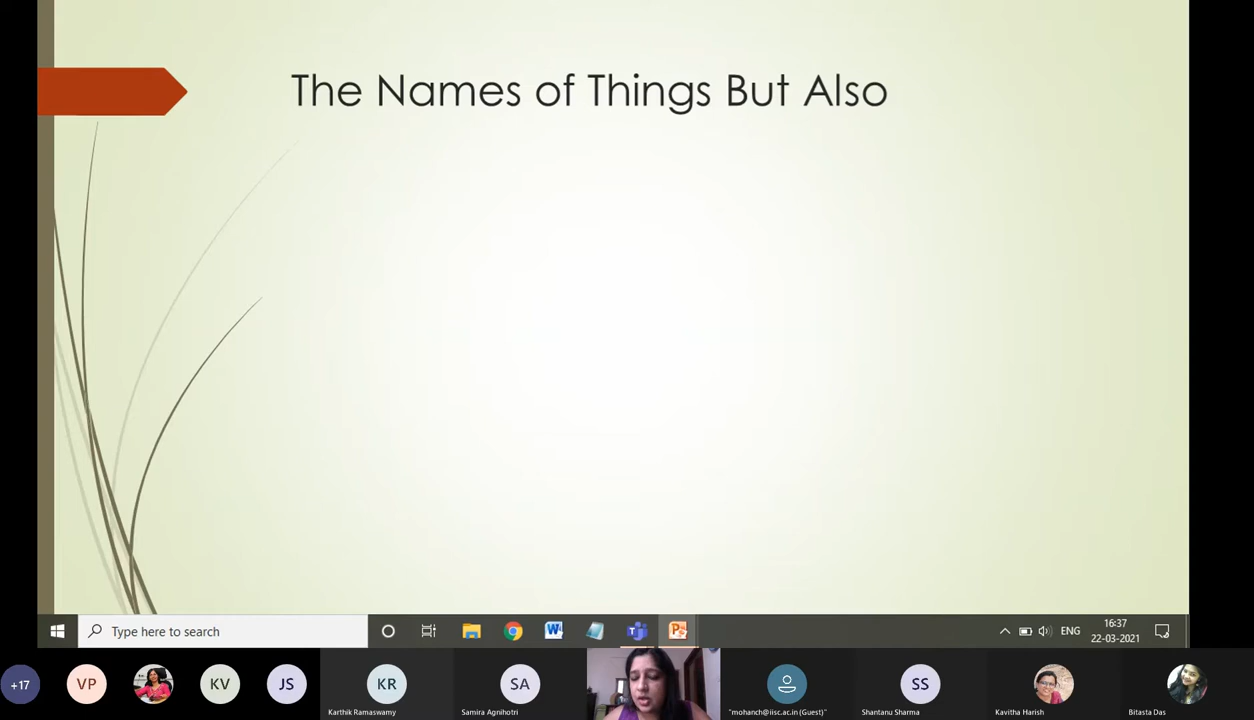 The Names of Things But Also
Type here to search
ENG
16:37
22-03-2021
+17
VP
KV
JS
KR
SA
SS
Karthik Ramaswamy
Samira Agnihotri
"mohanch@iisc.ac.in (Guest)"
Shantanu Sharma
Kavitha Harish
Bitasta Das